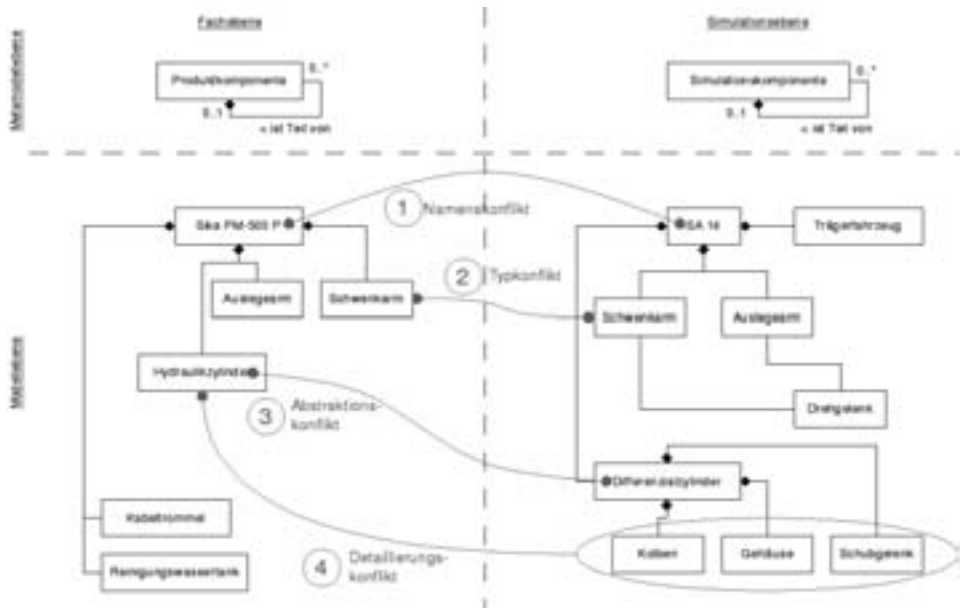 Fachebene
Simulationsebene
Metamodellebene
Produktkomponente
0..*
0..1
< ist Teil von
Simulationskomponente
0..*
0..1
< ist Teil von
Modellebene
1
Namenskonflikt
Sika PM-500 P
SA 14
Trägerfahrzeug
2
Typkonflikt
Auslegearm
Schwenkarm
Schwenkarm
Auslegearm
Hydraulikzylinder
3
Abstraktions-
konflikt
Drehgelenk
Differenzialzylinder
Kabeltrommel
Kolben
Gehäuse
Schubgelenk
4
Detaillierungs-
konflikt
Reinigungswassertank